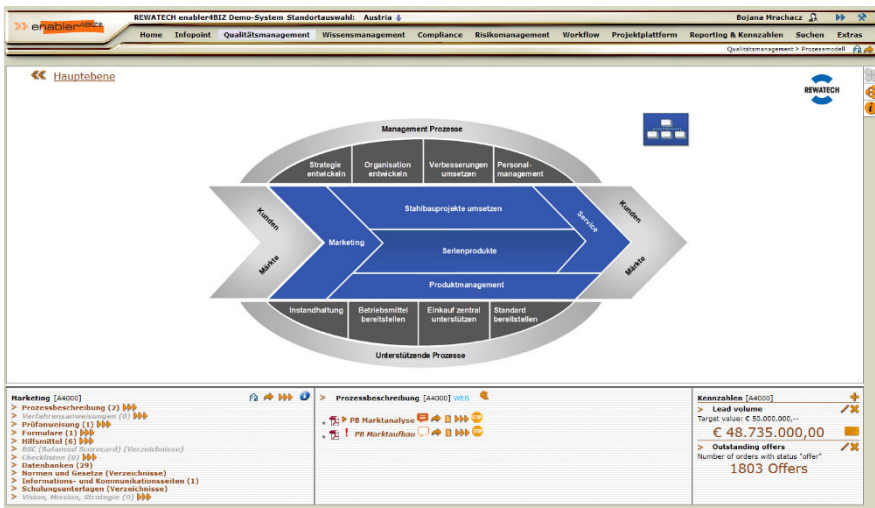 enabler4BIZ
REWATECH enabler4BIZ Demo-System Standortauswahl: Austria
Bojana Mrachacz
Home Infopoint Qualitätsmanagement Wissensmanagement Compliance Risikomanagement Workflow Projektplattform Reporting & Kennzahlen Suchen Extras
Qualitätsmanagement > Prozessmodell
Hauptebene
REWATECH
Management Prozesse
Strategie entwickeln
Organisation entwickeln
Verbesserungen umsetzen
Personal-
management
Kunden
Märkte
Marketing
Stahlbauprojekte umsetzen
Serienprodukte
Produktmanagement
Service
Kunden
Märkte
Instandhaltung
Betriebsmittel bereitstellen
Einkauf zentral unterstützen
Standard bereitstellen
Unterstützende Prozesse
Marketing [A4000]
> Prozessbeschreibung (2)
> Verfahrensanweisungen (0)
> Prüfanweisung (1)
> Formulare (1)
> Hilfsmittel (6)
> BSC (Balanced Scorecard) (Verzeichnisse)
> Checklisten (0)
> Datenbanken (29)
> Normen und Gesetze (Verzeichnisse)
> Informations- und Kommunikationsseiten (1)
> Schulungsunterlagen (Verzeichnisse)
> Vision, Mission, Strategie (0)
> Prozessbeschreibung [A4000] WEB
PB Marktanalyse
! PB Marktaufbau
Kennzahlen [A4000]
> Lead volume
Target value: € 50.000.000,--
€ 48.735.000,00
> Outstanding offers
Number of orders with status "offer"
1803 Offers